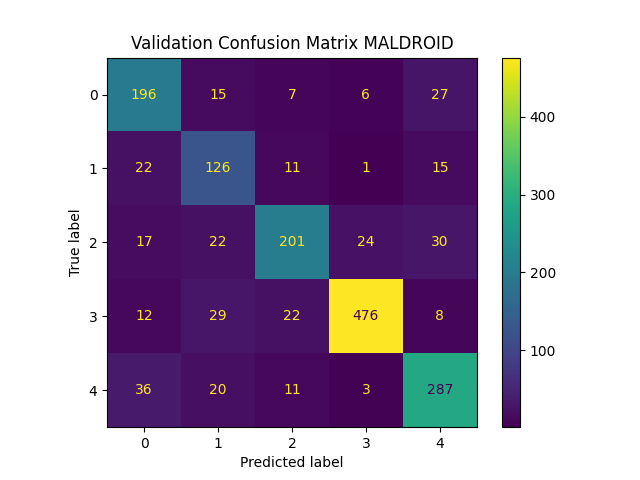 Validation Confusion Matrix MALDROID
True label
0 196 15 7 6 27
1 22 126 11 1 15
2 17 22 201 24 30
3 12 29 22 476 8
4 36 20 11 3 287
0 1 2 3 4
Predicted label
400
300
200
100